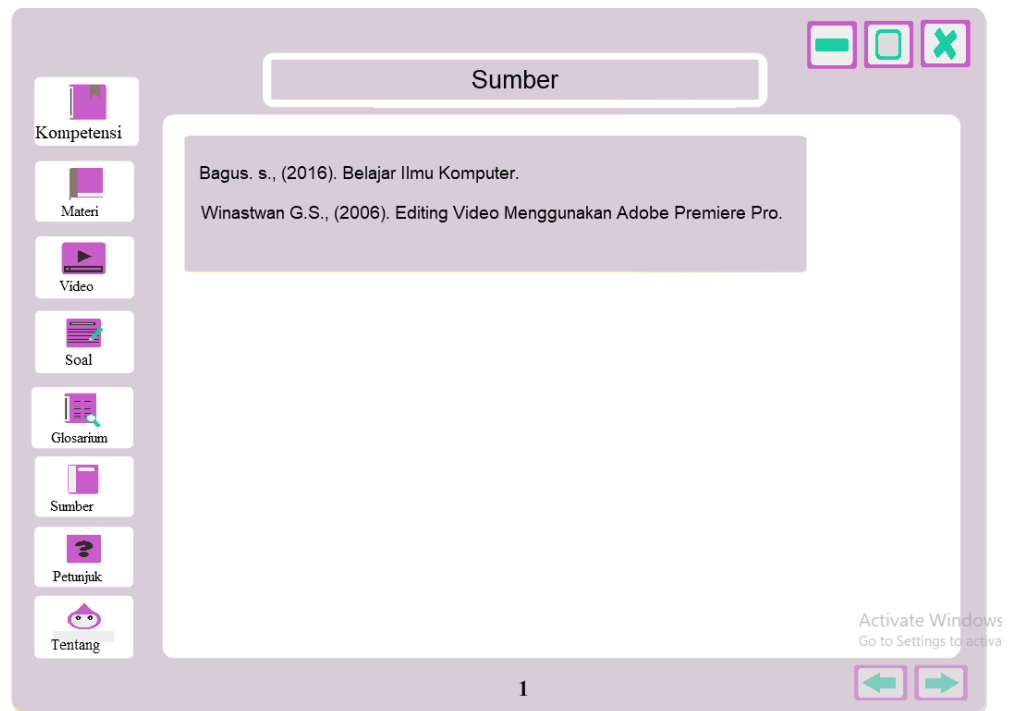 Sumber
Kompetensi
Materi
Video
Soal
Glosarium
Sumber
Petunjuk
Tentang
Bagus. s., (2016). Belajar Ilmu Komputer.
Winastwan G.S., (2006). Editing Video Menggunakan Adobe Premiere Pro.
Activate Windows
Go to Settings to activa
1